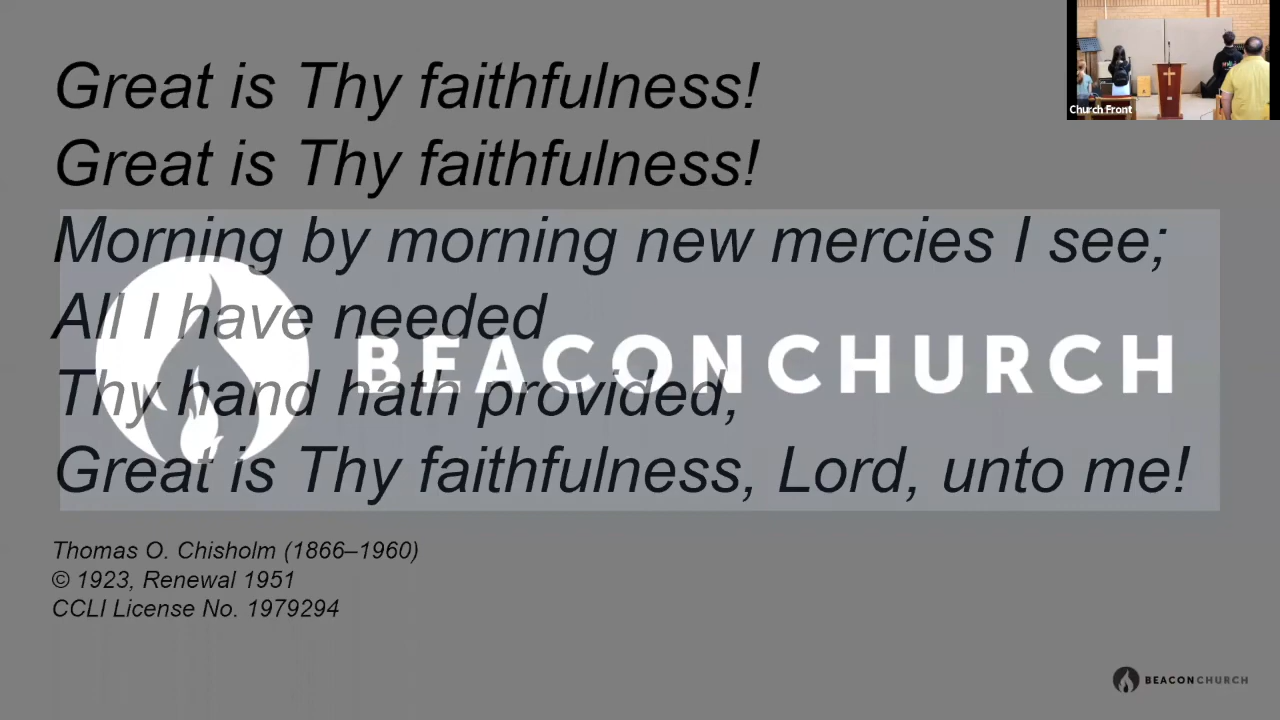 Great is Thy faithfulness!
Great is Thy faithfulness!
Morning by morning new mercies I see;
All I have needed
Thy hand hath provided,
Great is Thy faithfulness, Lord, unto me!
BEACONCHURCH
Thomas O. Chisholm (1866–1960)
© 1923, Renewal 1951
CCLI License No. 1979294
Church Front
BEACONCHURCH